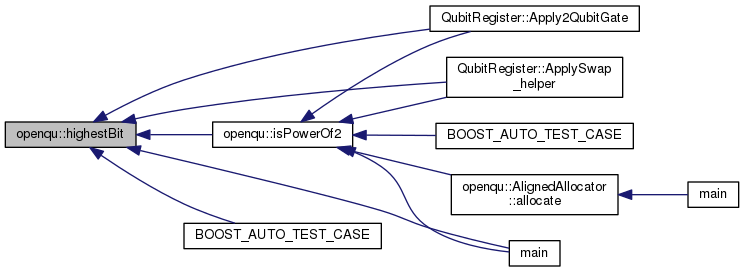 QubitRegister::Apply2QubitGate
QubitRegister::ApplySwap
_helper
openqu::highestBit
openqu::isPowerOf2
BOOST_AUTO_TEST_CASE
openqu::AlignedAllocator
::allocate
main
BOOST_AUTO_TEST_CASE
main